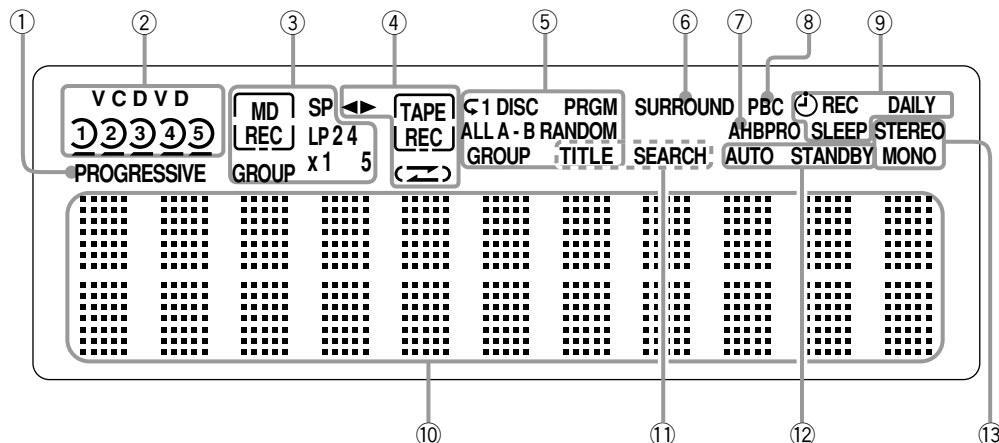 ① ② ③ ④ ⑤ ⑥ ⑦ ⑧ ⑨
V C D V D
1 2 3 4 5
PROGRESSIVE
MD REC
SP
LP 2 4
x 1 5
GROUP
TAPE REC
1 DISC PRGM
ALL A - B RANDOM
GROUP TITLE SEARCH
SURROUND PBC REC DAILY
AHBPRO SLEEP STEREO
AUTO STANDBY MONO
⑩ ⑪ ⑫ ⑬